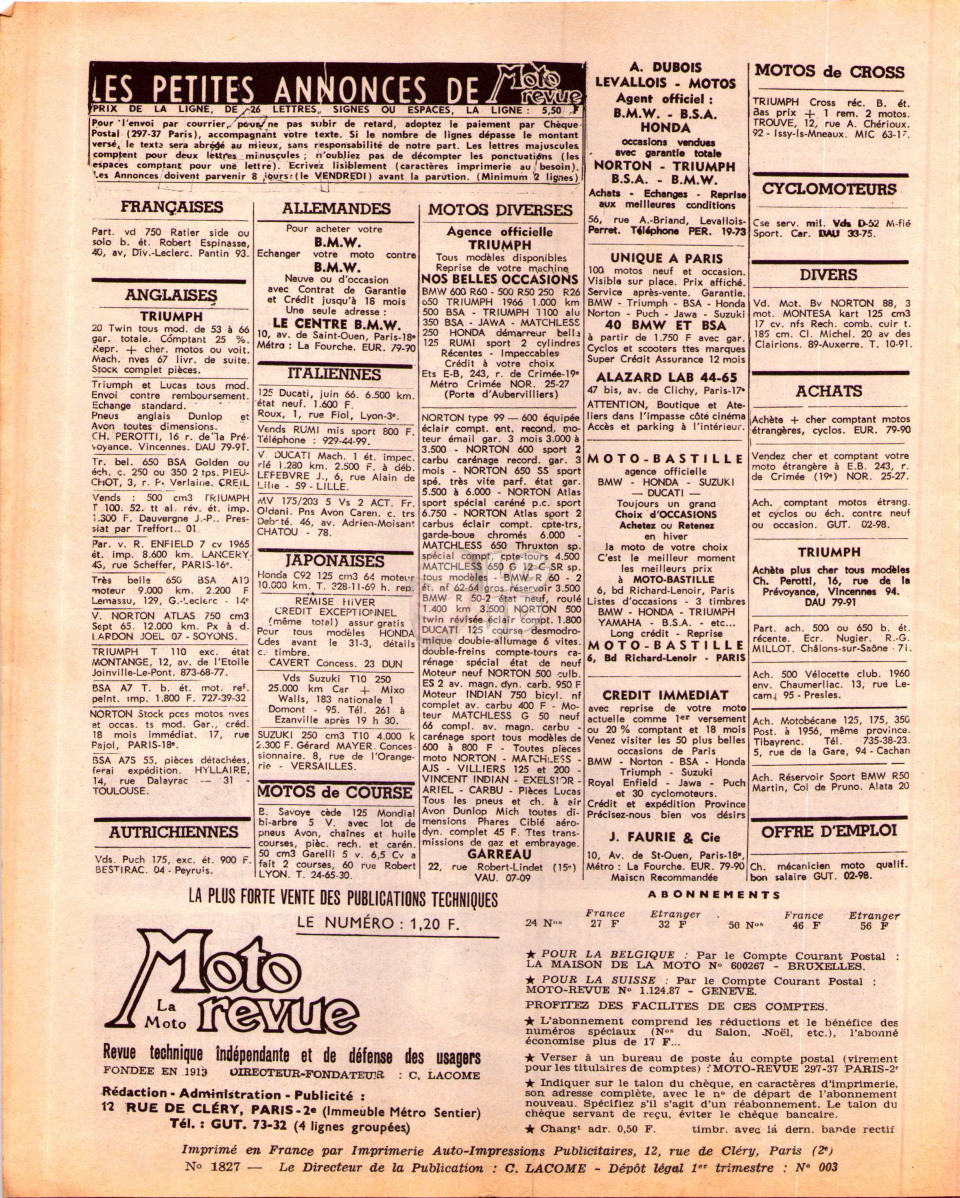 LES PETITES ANNONCES DE Moto revue
PRIX DE LA LIGNE, DE 26 LETTRES, SIGNES OU ESPACES, LA LIGNE : 5,50 F
Pour l'envoi par courrier, pour ne pas subir de retard, adoptez le paiement par Chèque
Postal (297-37 Paris), accompagnant votre texte. Si le nombre de lignes dépasse le montant
versé, le texte sera abrégé au mieux, sans responsabilité de notre part. Les lettres majuscules
comptent pour deux lettres minuscules ; n'oubliez pas de décompter les ponctuations (les
espaces comptant pour une lettre). Ecrivez lisiblement (caractères imprimerie au besoin).
Les Annonces doivent parvenir 8 jours (le VENDREDI) avant la parution. (Minimum 2 lignes)
FRANÇAISES
Part. vd 750 Ratier side ou
solo b. ét. Robert Espinasse,
40, av, Div.-Leclerc. Pantin 93.
ANGLAISES
TRIUMPH
20 Twin tous mod. de 53 à 66
gar. totale. Comptant 25 %.
Repr. + cher. motos ou voit.
Mach. nves 67 livr. de suite.
Stock complet pièces.
Triumph et Lucas tous mod.
Envoi contre remboursement.
Echange standard.
Pneus anglais Dunlop et
Avon toutes dimensions.
CH. PEROTTI, 16 r. de la Pré-
voyance. Vincennes. DAU 79-91.
Tr. bel. 650 BSA Golden ou
éch. c. 250 ou 350 2 tps. PIEU-
CHOT, 3, r. P. Verlaine. CREIL
Vends : 500 cm3 TRIUMPH
T 100. 52. tt al. rév. ét. imp.
1.300 F. Dauvergne J.-P.. Pres-
siat par Treffort.. 01
Par. v. R. ENFIELD 7 cv 1965
ét. imp. 8.600 km. LANCERY,
45, rue Scheffer, PARIS-16e.
Très belle 650 BSA A10
moteur 9.000 km. 2.200 F
Lemassu, 129, G.-Leclerc - 14e
V. NORTON ATLAS 750 cm3
Sept 65. 12.000 km. Px à d.
LARDON JOEL 07 - SOYONS.
TRIUMPH T 110 exc. état
MONTANGE, 12, av. de l'Etoile
Joinville-Le-Pont. 873-68-77.
BSA A7 T. b. ét. mot. ref.
peint. imp. 1.800 F. 727-39-32
NORTON Stock pces motos nves
et occas. ts mod. Gar., créd.
18 mois immédiat. 17, rue
Pajol, PARIS-18e.
BSA A7S 55, pièces détachées,
ferai expédition. HYLLAIRE,
14, rue Dalayrac — 31 -
TOULOUSE.
AUTRICHIENNES
Vds. Puch 175, exc. ét. 900 F.
BESTIRAC. 04 - Peyruis.
ALLEMANDES
Pour acheter votre
B.M.W.
Echanger votre moto contre
B.M.W.
Neuve ou d'occasion
avec Contrat de Garantie
et Crédit jusqu'à 18 mois
Une seule adresse :
LE CENTRE B.M.W.
10, av. de Saint-Ouen, Paris-18e
Métro : La Fourche. EUR. 79-90
ITALIENNES
125 Ducati, juin 66. 6.500 km.
état neuf. 1.600 F.
Roux, 1, rue Fiol, Lyon-3e.
Vends RUMI mis sport 800 F.
Téléphone : 929-44-99.
V. DUCATI Mach. 1 ét. impec.
rlé 1.280 km. 2.500 F. à déb.
LEFEBVRE J., 6, rue Alain de
Lille - 59 - LILLE.
MV 175/203 5 Vs 2 ACT. Fr.
Oldani. Pns Avon Caren. c. trs
Debté. 46, av. Adrien-Moisant
CHATOU - 78.
JAPONAISES
Honda C92 125 cm3 64 moteur
10.000 km. T. 328-11-69 h. rep.
REMISE HIVER
CREDIT EXCEPTIONNEL
(même total) assur gratis
Pour tous modèles HONDA
Cdes avant le 31-3, détails
c. timbre.
CAVERT Concess. 23 DUN
Vds Suzuki T10 250
25.000 km Car + Mixo
Walls, 183 nationale 1
Domont - 95. Tél. 261 à
Ezanville après 19 h 30.
SUZUKI 250 cm3 T10 4.000 k
2.300 F. Gérard MAYER. Conces-
sionnaire. 8, rue de l'Orange-
rie - VERSAILLES.
MOTOS de COURSE
B. Savoye cède 125 Mondial
bi-arbre 5 V. avec lot de
pneus Avon, chaînes et huile
courses, pièc. rech. et carén.
50 cm3 Garelli 5 v. 6,5 Cv a
fait 2 courses, 60 rue Robert
LYON. T. 24-65-30.
MOTOS DIVERSES
Agence officielle
TRIUMPH
Tous modèles disponibles
Reprise de votre machine
NOS BELLES OCCASIONS
BMW 600 R60 - 500 R50 250 R26
650 TRIUMPH 1966 1.000 km
500 BSA - TRIUMPH T100 alu
350 BSA - JAWA - MATCHLESS
250 HONDA démarreur bella
125 RUMI sport 2 cylindres
Récentes - Impeccables
Crédit à votre choix
Ets E-B, 243, r. de Crimée-19e
Métro Crimée NOR. 25-27
(Porte d'Aubervilliers)
NORTON type 99 — 600 équipée
éclair compt. ent. record, mo-
teur émail gar. 3 mois 3.000 à
3.500 - NORTON 600 sport 2
carbu carénage record. gar. 3
mois - NORTON 650 SS sport
spé. très vite parf. état gar.
5.500 à 6.000 - NORTON Atlas
sport spécial caréné p.c. sport
6.750 - NORTON Atlas sport 2
carbus éclair compt. cpte-trs,
garde-boue chromés 6.000 -
MATCHLESS 650 Thruxton sp.
spécial compt. cpte-tours 4.500
MATCHLESS 650 G 12 C SR sp.
tous modèles - BMW R 60 - 2
ét. nf 62-64 gros réservoir 3.500
BMW R 50-2 état neuf, roulé
1.400 km 3.500 NORTON 500
twin révisée éclair compt. 1.800
DUCATI 125 course desmodro-
mique double-allumage 6 vites.
double-freins compte-tours ca-
rénage spécial état de neuf
Moteur neuf NORTON 500 culb.
ES 2 av. magn. dyn. carb. 950 F
Moteur INDIAN 750 bicyl. nf
complet av. carbu 400 F - Mo-
teur MATCHLESS G 50 neuf
66 compl. av. magn. carbu -
carénage sport tous modèles de
600 à 800 F - Toutes pièces
moto NORTON - MATCHLESS -
AJS - VILLIERS 125 et 200 -
VINCENT INDIAN - EXELSIOR -
ARIEL - CARBU - Pièces Lucas
Tous les pneus et ch. à air
Avon Dunlop Mich toutes di-
mensions Phares Cibié aéro-
dyn. complet 45 F. Ttes trans-
missions de gaz et embrayage.
GARREAU
22, rue Robert-Lindet (15e)
VAU. 07-09
A. DUBOIS
LEVALLOIS - MOTOS
Agent officiel :
B.M.W. - B.S.A.
HONDA
occasions vendues
avec garantie totale
NORTON - TRIUMPH
B.S.A. - B.M.W.
Achats - Echanges - Reprise
aux meilleures conditions
56, rue A.-Briand, Levallois-
Perret. Téléphone PER. 19-73
UNIQUE A PARIS
100 motos neuf et occasion.
Visible sur place. Prix affiché.
Service après-vente. Garantie.
BMW - Triumph - BSA - Honda
Norton - Puch - Jawa - Suzuki
40 BMW ET BSA
à partir de 1.750 F avec gar.
Cyclos et scooters ttes marques
Super Crédit Assurance 12 mois
ALAZARD LAB 44-65
47 bis, av. de Clichy, Paris-17e
ATTENTION, Boutique et Ate-
liers dans l'impasse côté cinéma
Accès et parking à l'intérieur.
MOTO-BASTILLE
agence officielle
BMW - HONDA - SUZUKI
— DUCATI —
Toujours un grand
Choix d'OCCASIONS
Achetez ou Retenez
en hiver
la moto de votre choix
C'est le meilleur moment
les meilleurs prix
à MOTO-BASTILLE
6, bd Richard-Lenoir, Paris
Listes d'occasions - 3 timbres
BMW - HONDA - TRIUMPH
YAMAHA - B.S.A. - etc...
Long crédit - Reprise
MOTO-BASTILLE
6, Bd Richard-Lenoir - PARIS
CREDIT IMMEDIAT
avec reprise de votre moto
actuelle comme 1er versement
ou 20 % comptant et 18 mois
Venez visiter les 50 plus belles
occasions de Paris
BMW - Norton - BSA - Honda
Triumph - Suzuki
Royal Enfield - Jawa - Puch
et 30 cyclomoteurs.
Crédit et expédition Province
Précisez-nous bien vos désirs
J. FAURIE & Cie
10, Av. de St-Ouen, Paris-18e,
Métro : La Fourche. EUR. 79-90
Maison Recommandée
MOTOS de CROSS
TRIUMPH Cross réc. B. ét.
Bas prix + 1 rem. 2 motos.
TROUVE, 12, rue A. Chérioux.
92 - Issy-ls-Mneaux. MIC 63-17.
CYCLOMOTEURS
Cse serv. mil. Vds D-52 M-fié
Sport. Car. DAU 33-75.
DIVERS
Vd. Mot. Bv NORTON 88, 3
mot. MONTESA kart 125 cm3
17 cv. nfs Rech. comb. cuir t.
185 cm. Cl. Michel. 20 av. des
Clairions. 89-Auxerre. T. 10-91.
ACHATS
Achète + cher comptant motos
étrangères, cyclos. EUR. 79-90
Vendez cher et comptant votre
moto étrangère à E.B. 243, r.
de Crimée (19e) NOR. 25-27.
Ach. comptant motos étrang.
et cyclos ou éch. contre neuf
ou occasion. GUT. 02-98.
TRIUMPH
Achète plus cher tous modèles
Ch. Perotti, 16, rue de la
Prévoyance, Vincennes 94.
DAU 79-91
Part. ach. 500 ou 650 b. ét.
récente. Ecr. Nugier. R.-G.
MILLOT. Châlons-sur-Saône - 71.
Ach. 500 Vélocette club. 1960
env. Chaumerliac. 13, rue Le-
cam, 95 - Presles.
Ach. Motobécane 125, 175, 350
Post. à 1956, même province.
Tibayrenc. Tél. 735-38-23.
5, rue de la Gare, 94 - Cachan
Ach. Réservoir Sport BMW R50
Martin, Col de Pruno. Alata 20
OFFRE D'EMPLOI
Ch. mécanicien moto qualif.
bon salaire GUT. 02-98.
LA PLUS FORTE VENTE DES PUBLICATIONS TECHNIQUES
LE NUMÉRO : 1,20 F.
La Moto
Moto revue
Revue technique indépendante et de défense des usagers
FONDEE EN 1913 DIRECTEUR-FONDATEUR : C. LACOME
Rédaction - Administration - Publicité :
12 RUE DE CLÉRY, PARIS-2e (Immeuble Métro Sentier)
Tél. : GUT. 73-32 (4 lignes groupées)
ABONNEMENTS
France Etranger France Etranger
24 Nos 27 F 32 F 50 Nos 46 F 56 F
★ POUR LA BELGIQUE : Par le Compte Courant Postal :
LA MAISON DE LA MOTO No 600267 - BRUXELLES.
★ POUR LA SUISSE : Par le Compte Courant Postal :
MOTO-REVUE No 1.124.87 - GENEVE.
PROFITEZ DES FACILITES DE CES COMPTES.
★ L'abonnement comprend les réductions et le bénéfice des
numéros spéciaux (Nos du Salon, Noël, etc.), l'abonné
économise plus de 17 F...
★ Verser à un bureau de poste au compte postal (virement
pour les titulaires de comptes) : MOTO-REVUE 297-37 PARIS-2e
★ Indiquer sur le talon du chèque, en caractères d'imprimerie,
son adresse complète, avec le no de départ de l'abonnement
nouveau. Spécifiez s'il s'agit d'un réabonnement. Le talon du
chèque servant de reçu, éviter le chèque bancaire.
★ Changt adr. 0,50 F. timbr. avec la dern. bande rectif
Imprimé en France par Imprimerie Auto-Impressions Publicitaires, 12, rue de Cléry, Paris (2e)
No 1827 — Le Directeur de la Publication : C. LACOME - Dépôt légal 1er trimestre : No 003